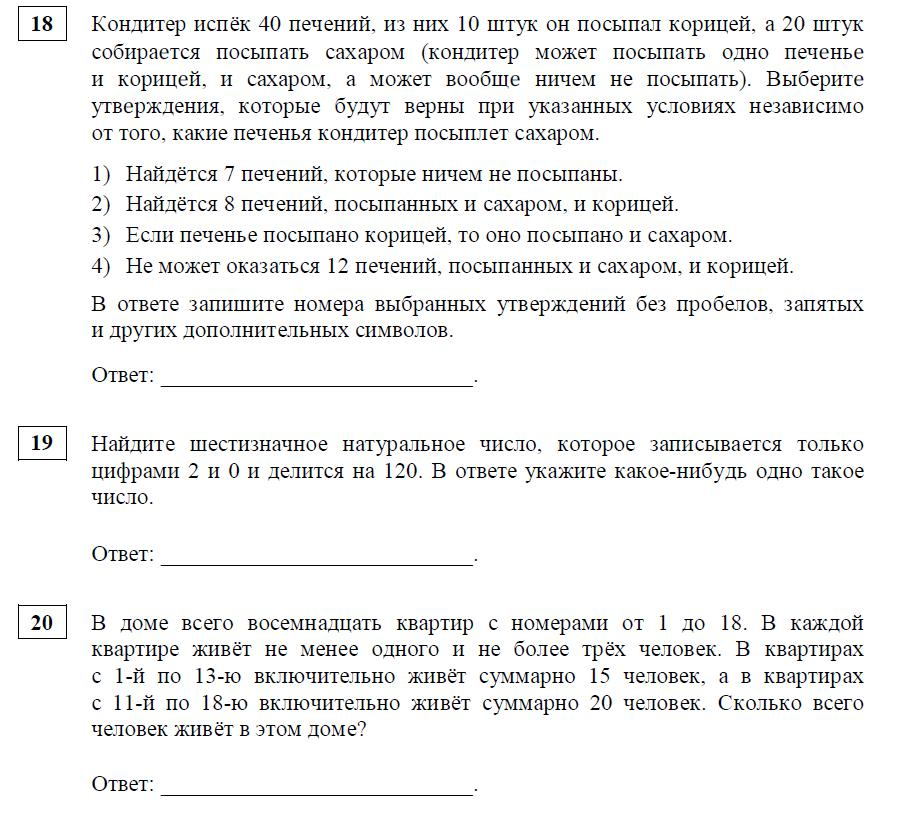 18 Кондитер испёк 40 печений, из них 10 штук он посыпал корицей, а 20 штук
собирается посыпать сахаром (кондитер может посыпать одно печенье
и корицей, и сахаром, а может вообще ничем не посыпать). Выберите
утверждения, которые будут верны при указанных условиях независимо
от того, какие печенья кондитер посыплет сахаром.
1) Найдётся 7 печений, которые ничем не посыпаны.
2) Найдётся 8 печений, посыпанных и сахаром, и корицей.
3) Если печенье посыпано корицей, то оно посыпано и сахаром.
4) Не может оказаться 12 печений, посыпанных и сахаром, и корицей.
В ответе запишите номера выбранных утверждений без пробелов, запятых
и других дополнительных символов.
Ответ: ___________________________.
19 Найдите шестизначное натуральное число, которое записывается только
цифрами 2 и 0 и делится на 120. В ответе укажите какое-нибудь одно такое
число.
Ответ: ___________________________.
20 В доме всего восемнадцать квартир с номерами от 1 до 18. В каждой
квартире живёт не менее одного и не более трёх человек. В квартирах
с 1-й по 13-ю включительно живёт суммарно 15 человек, а в квартирах
с 11-й по 18-ю включительно живёт суммарно 20 человек. Сколько всего
человек живёт в этом доме?
Ответ: ___________________________.